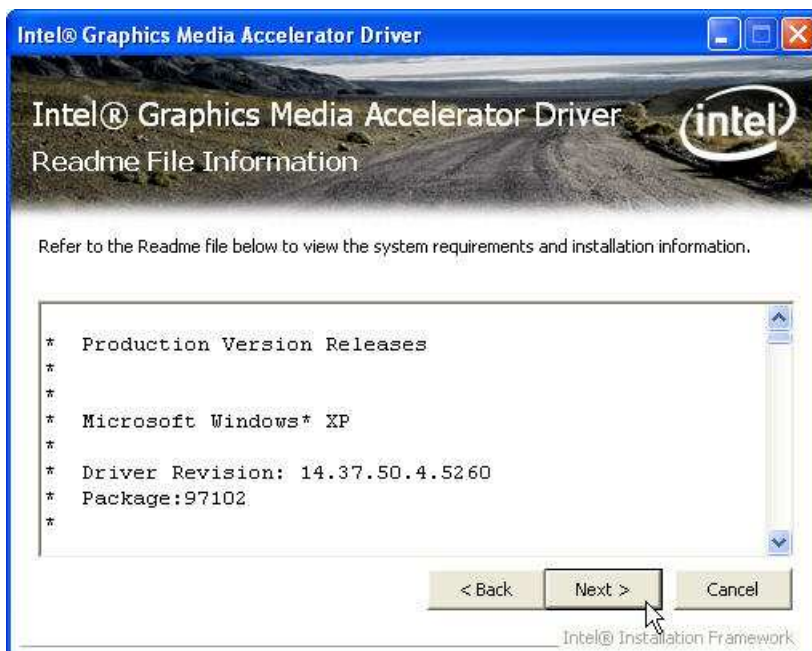 Intel® Graphics Media Accelerator Driver
Intel® Graphics Media Accelerator Driver
intel
Readme File Information
Refer to the Readme file below to view the system requirements and installation information.
*
* Production Version Releases
*
*
* Microsoft Windows* XP
*
* Driver Revision: 14.37.50.4.5260
* Package:97102
*
< Back Next > Cancel
Intel® Installation Framework